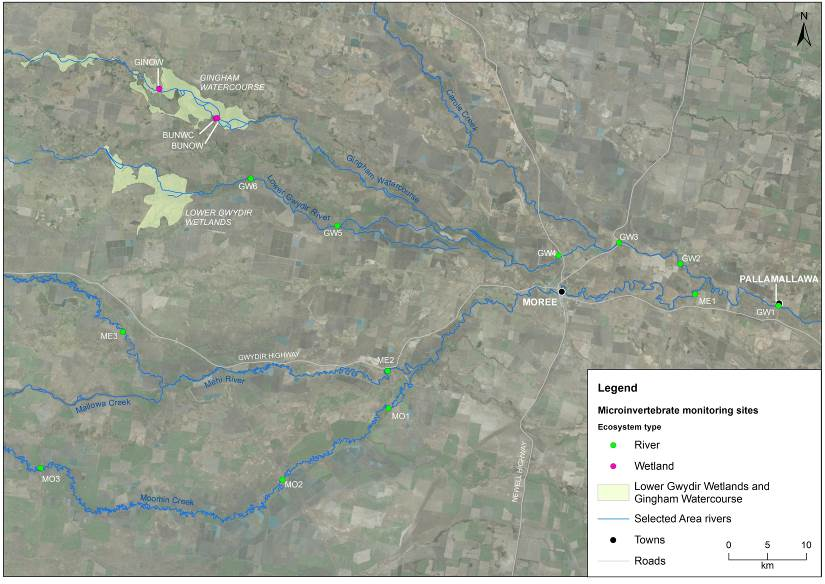 N
GINOW
GINGHAM
WATERCOURSE
Carole Creek
BUNWC
BUNOW
Gingham Watercourse
GW6
Lower Gwydir River
LOWER GWYDIR
WETLANDS
GW5
GW3
GW4
GW2
PALLAMALLAWA
MOREE
ME1
GW1
ME3
GWYDIR HIGHWAY
ME2
Mehi River
Mallowa Creek
MO1
NEWELL HIGHWAY
MO3
MO2
Moomin Creek
Legend
Microinvertebrate monitoring sites
Ecosystem type
River
Wetland
Lower Gwydir Wetlands and
Gingham Watercourse
Selected Area rivers
Towns
Roads
0 5 10
km